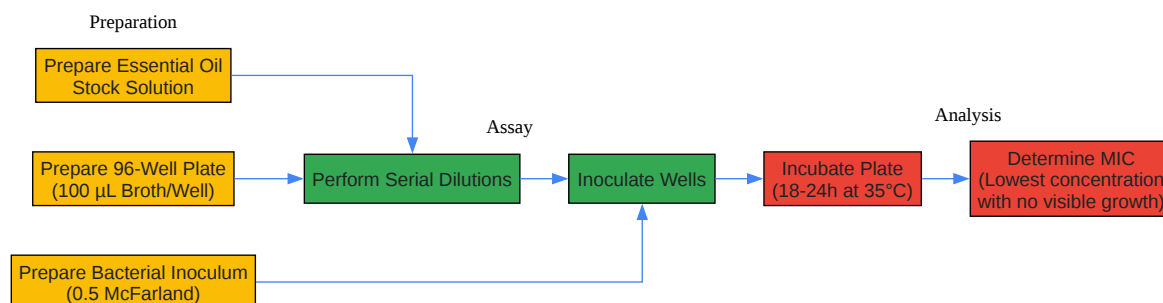 Preparation
Prepare Essential Oil
Stock Solution
Assay
Analysis
Prepare 96-Well Plate
(100 µL Broth/Well)
Perform Serial Dilutions
Inoculate Wells
Incubate Plate
(18-24h at 35°C)
Determine MIC
(Lowest concentration
with no visible growth)
Prepare Bacterial Inoculum
(0.5 McFarland)